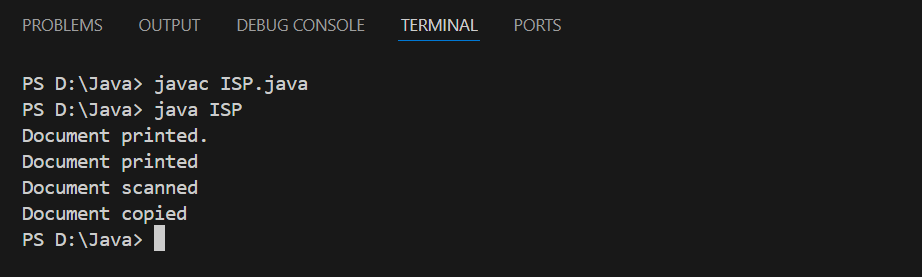 PROBLEMS OUTPUT DEBUG CONSOLE TERMINAL PORTS
PS D:\Java> javac ISP.java
PS D:\Java> java ISP
Document printed.
Document printed
Document scanned
Document copied
PS D:\Java>